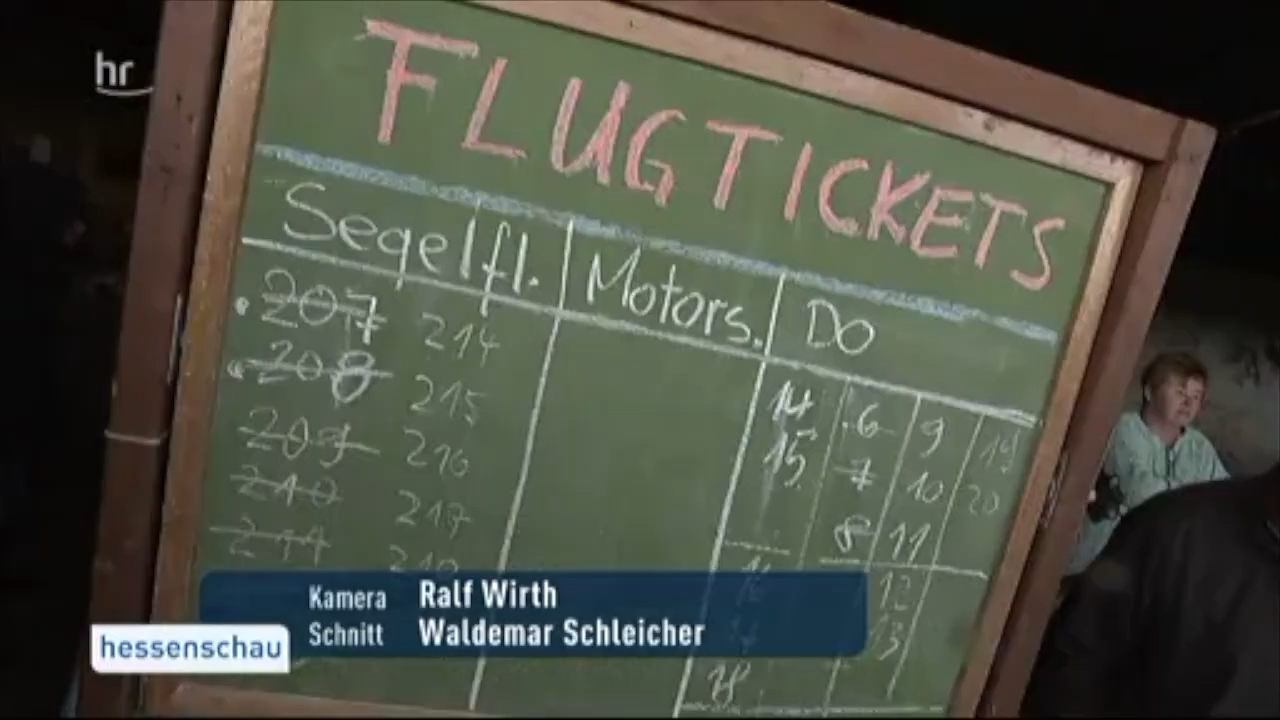 hr
FLUGTICKETS
Segelfl. Motors. Do
207 214
208 215
209 216
210 217
211
14 6 9 19
15 7 10 20
8 11
12
13
18
Kamera Ralf Wirth
Schnitt Waldemar Schleicher
hessenschau